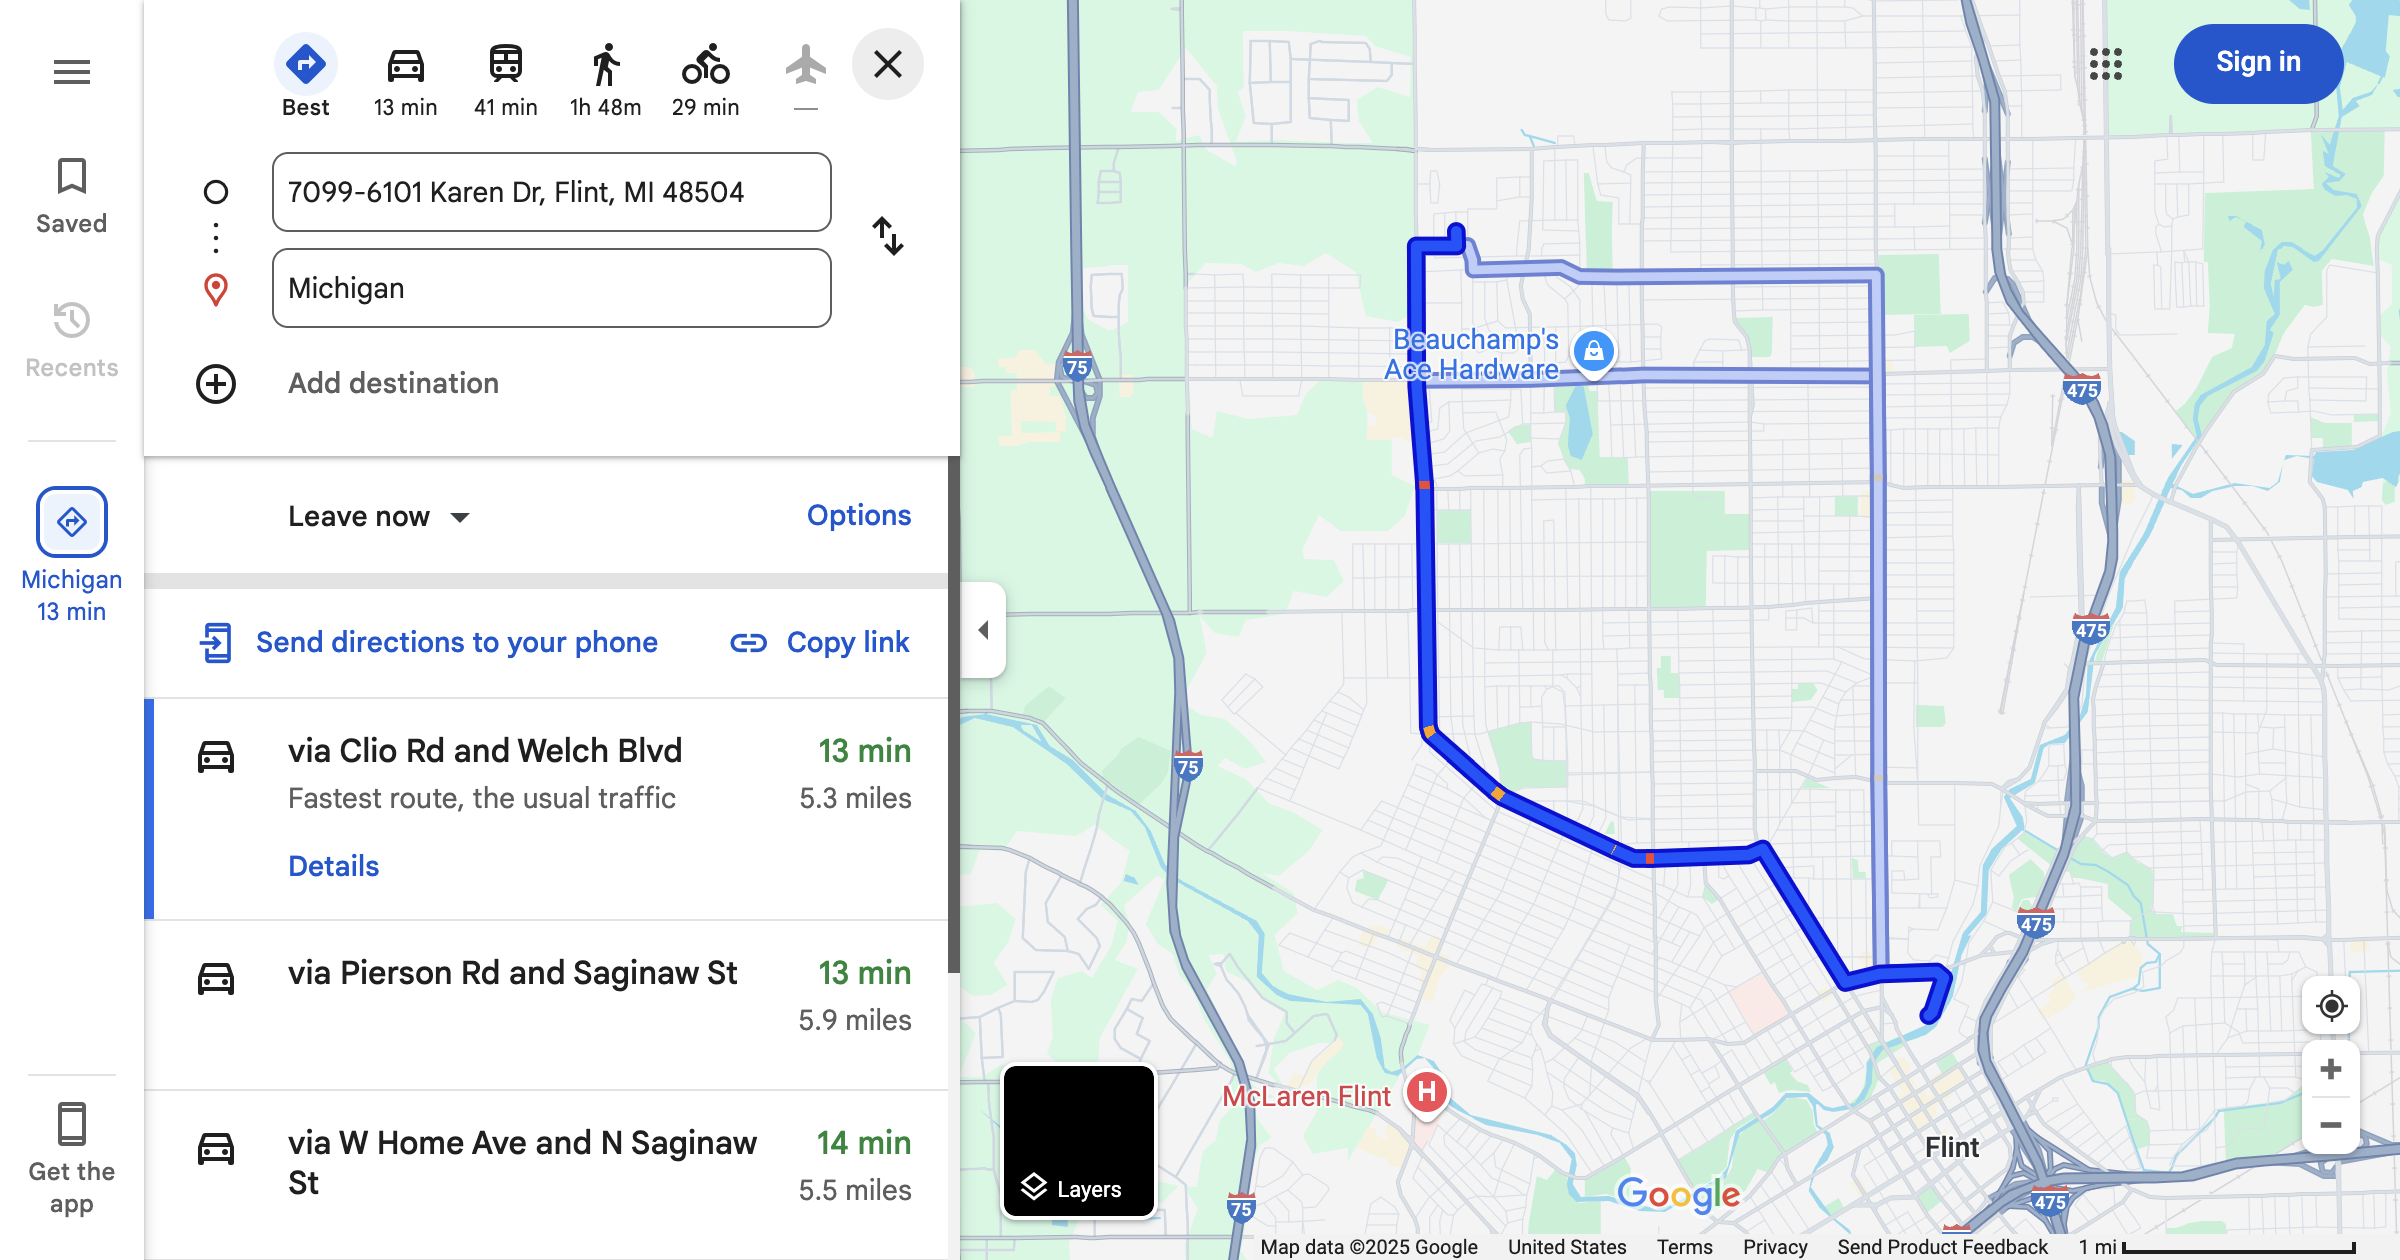 Best
13 min
41 min
1h 48m
29 min
—
7099-6101 Karen Dr, Flint, MI 48504
Michigan
Add destination
Saved
Recents
Michigan
13 min
Get the
app
Leave now
Options
Send directions to your phone
Copy link
via Clio Rd and Welch Blvd
13 min
Fastest route, the usual traffic
5.3 miles
Details
via Pierson Rd and Saginaw St
13 min
5.9 miles
via W Home Ave and N Saginaw
St
14 min
5.5 miles
Sign in
Beauchamp's
Ace Hardware
75
475
475
75
475
McLaren Flint
H
Flint
Layers
75
Google
475
Map data ©2025 Google
United States
Terms
Privacy
Send Product Feedback
1 mi